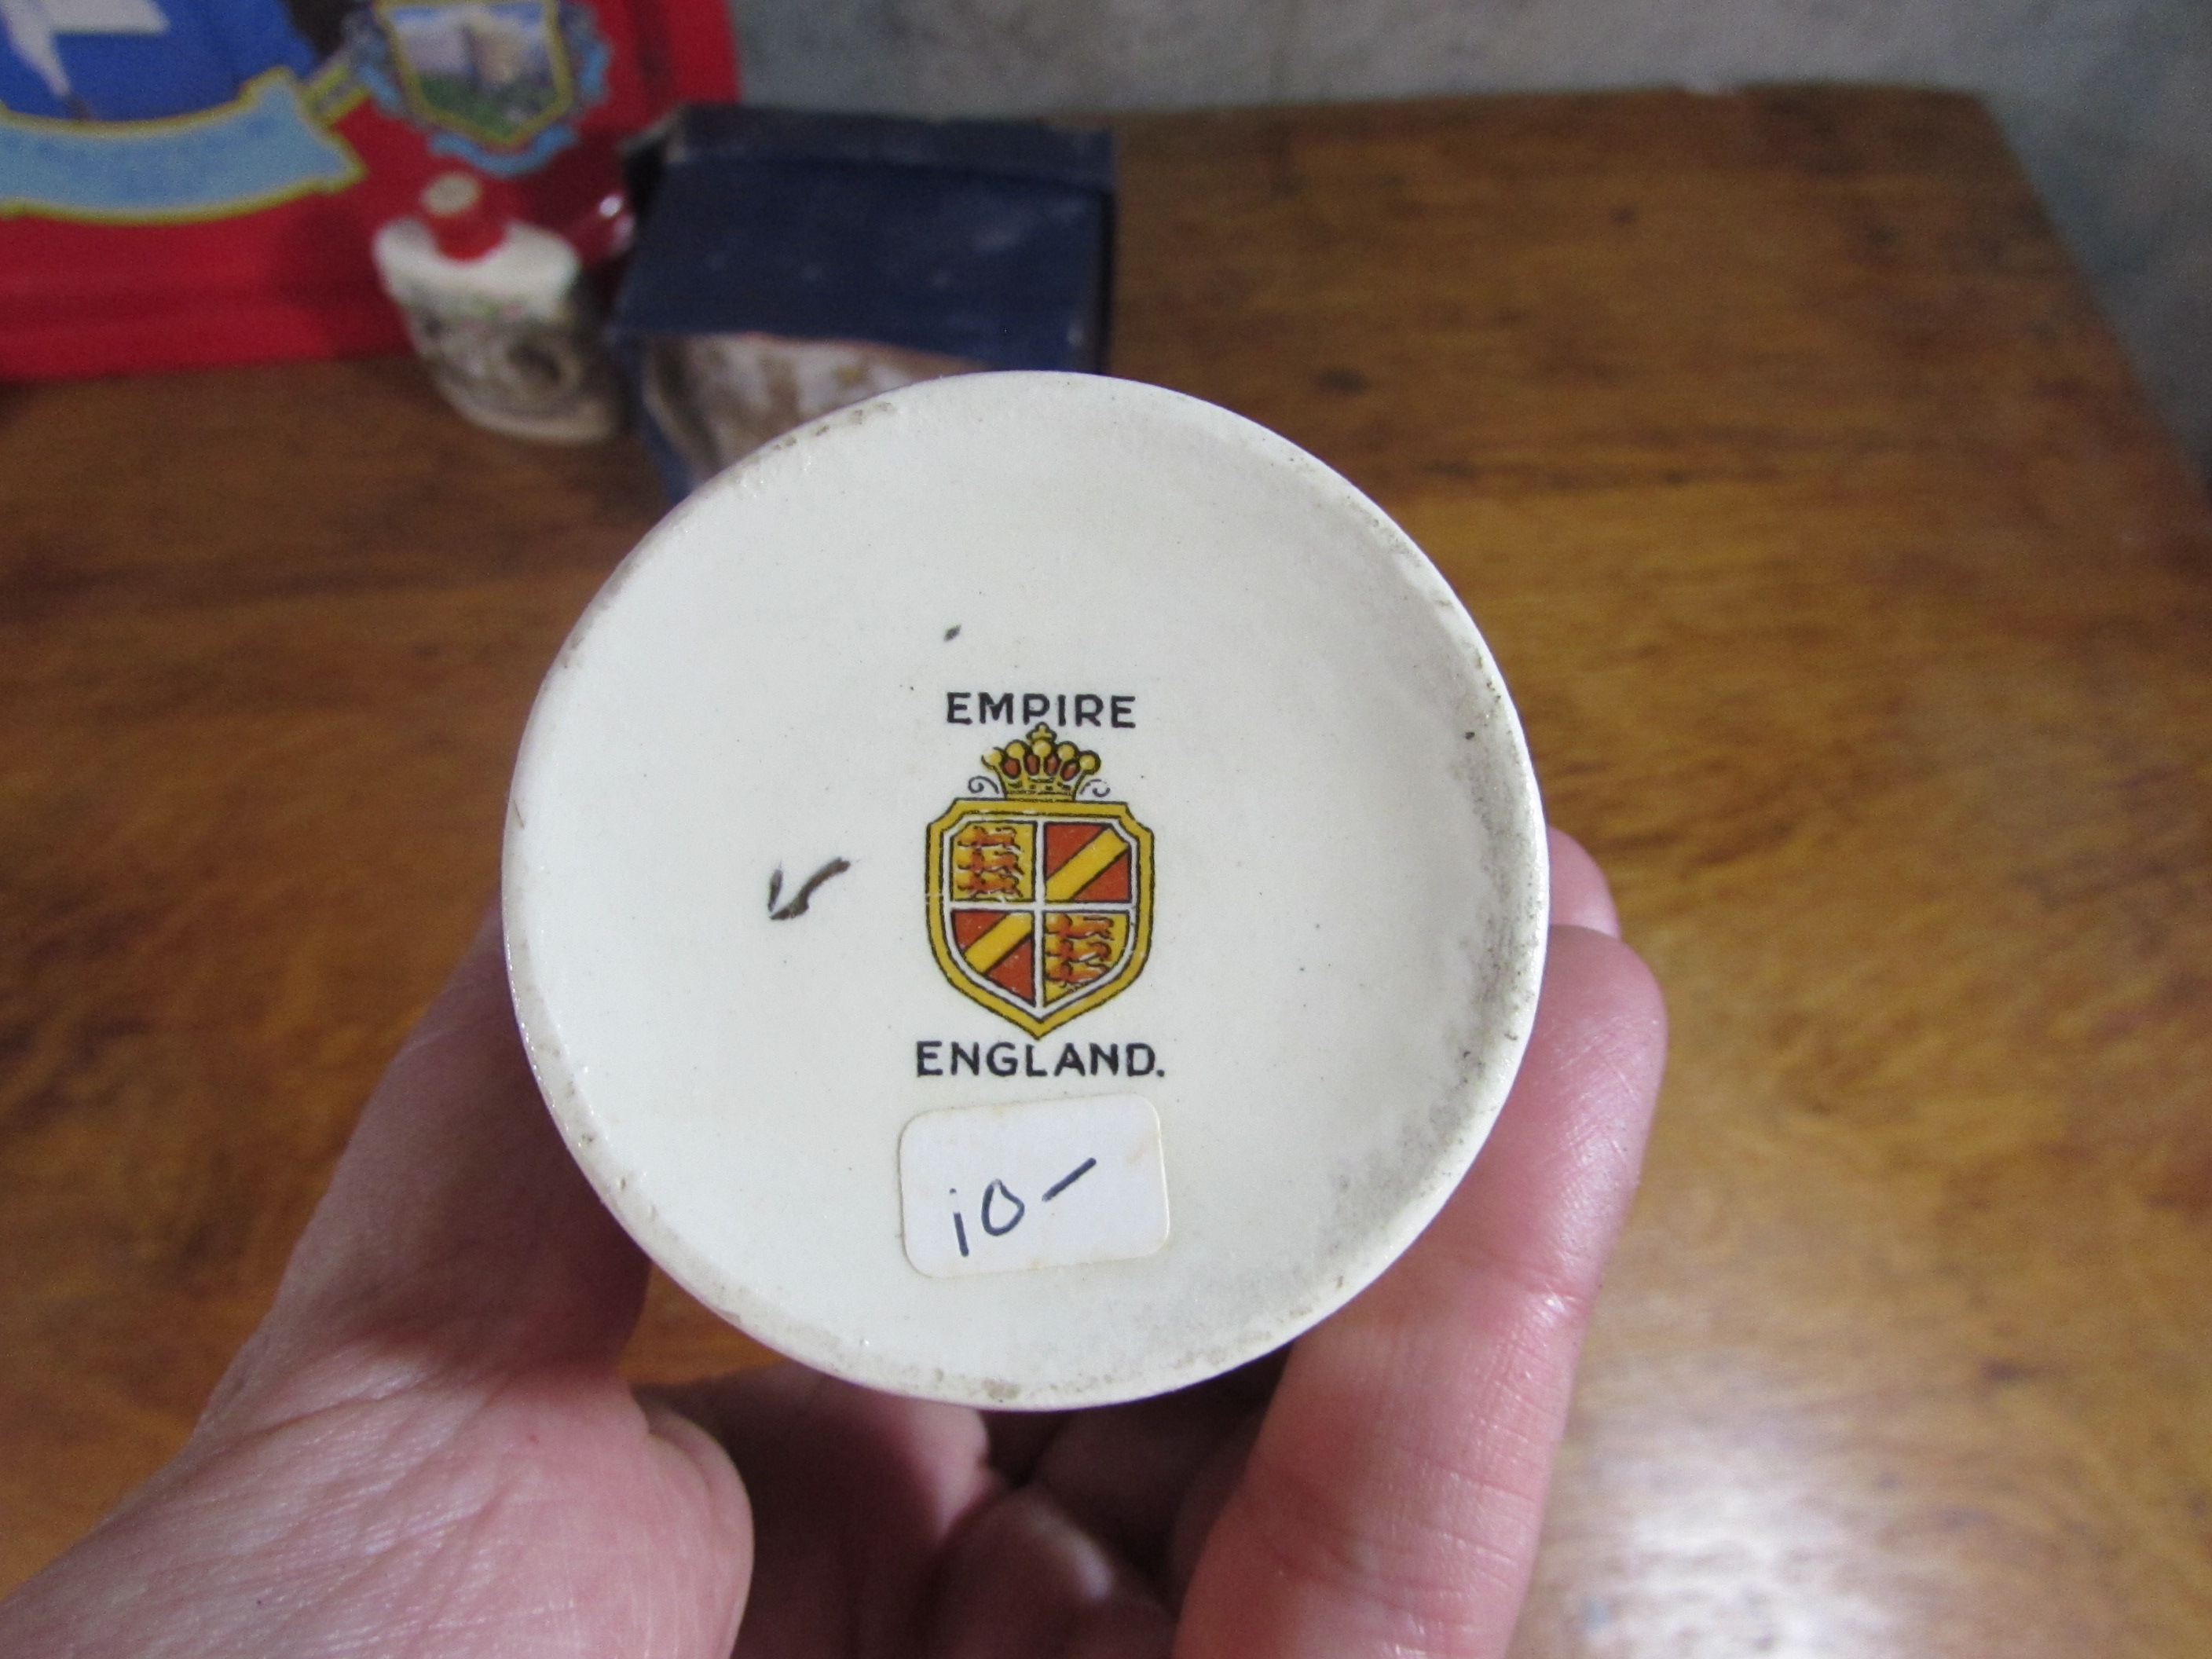 EMPIRE
ENGLAND.
10-